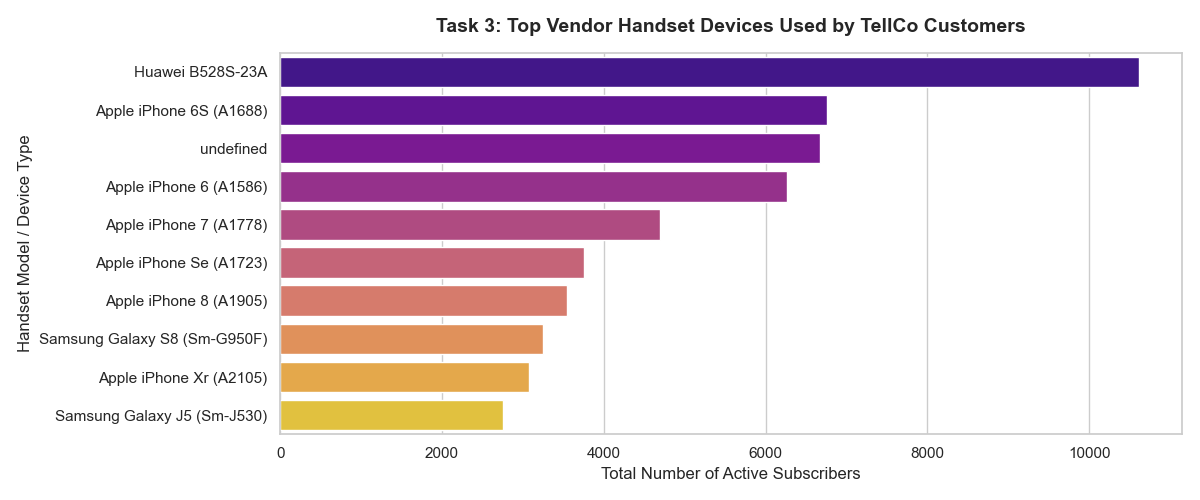 Task 3: Top Vendor Handset Devices Used by TellCo Customers
Handset Model / Device Type
Huawei B528S-23A
Apple iPhone 6S (A1688)
undefined
Apple iPhone 6 (A1586)
Apple iPhone 7 (A1778)
Apple iPhone Se (A1723)
Apple iPhone 8 (A1905)
Samsung Galaxy S8 (Sm-G950F)
Apple iPhone Xr (A2105)
Samsung Galaxy J5 (Sm-J530)
0 2000 4000 6000 8000 10000
Total Number of Active Subscribers